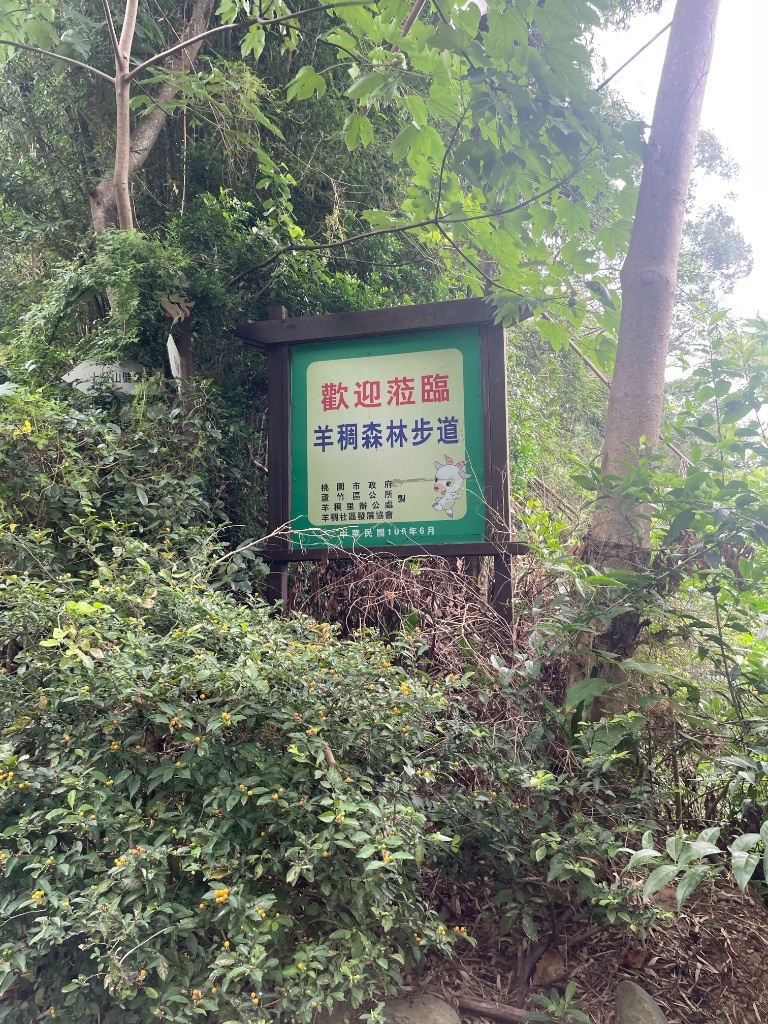 歡迎蒞臨
羊稠森林步道
桃園市政府
蘆竹區公所
羊稠里辦公處
羊稠社區發展協會
製
中華民國106年6月